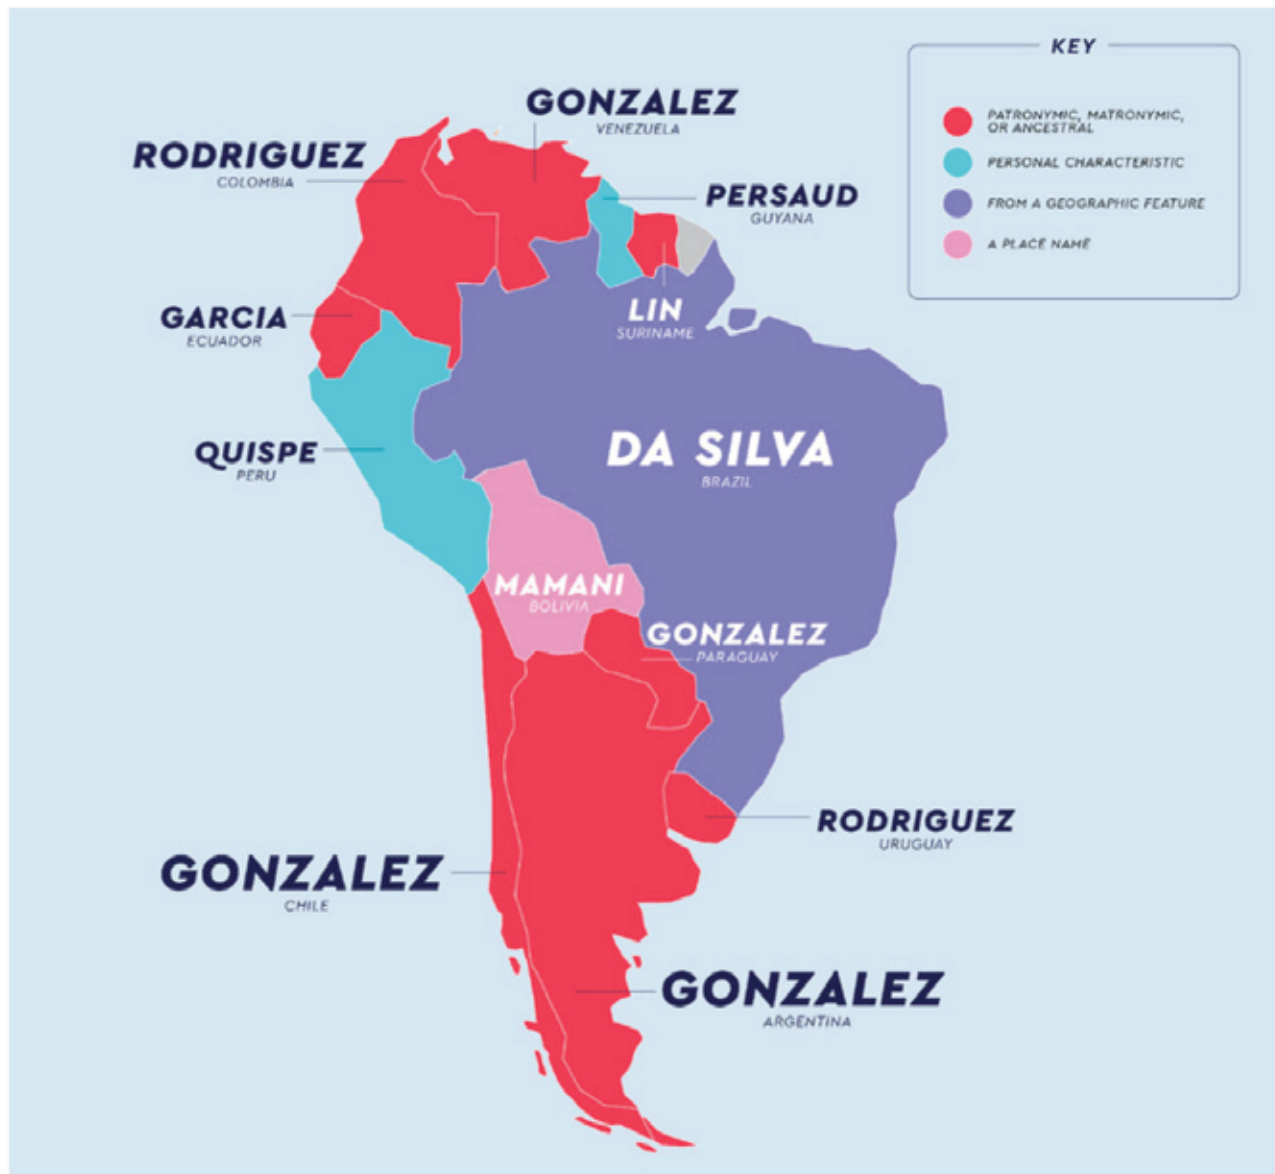 KEY
PATRONYMIC, MATRONYMIC,
OR ANCESTRAL
PERSONAL CHARACTERISTIC
FROM A GEOGRAPHIC FEATURE
A PLACE NAME
GONZALEZ
VENEZUELA
RODRIGUEZ
COLOMBIA
PERSAUD
GUYANA
LIN
SURINAME
GARCIA
ECUADOR
DA SILVA
BRAZIL
QUISPE
PERU
MAMANI
BOLIVIA
GONZALEZ
PARAGUAY
RODRIGUEZ
URUGUAY
GONZALEZ
CHILE
GONZALEZ
ARGENTINA